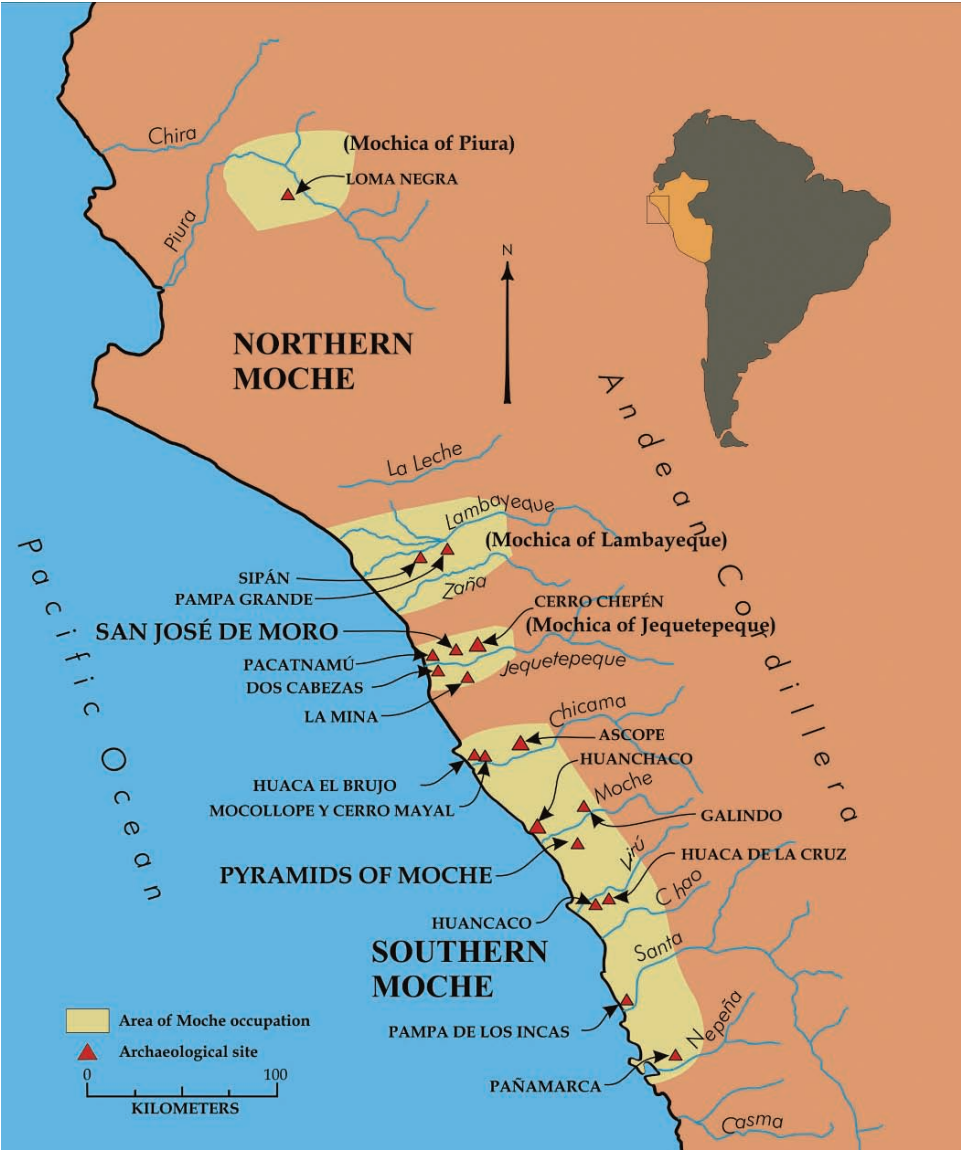 Chira
(Mochica of Piura)
LOMA NEGRA
Piura
N
NORTHERN
MOCHE
Andean Cordillera
La Leche
Lambayeque
(Mochica of Lambayeque)
Pacific Ocean
SIPÁN
PAMPA GRANDE
Zaña
CERRO CHEPÉN
SAN JOSÉ DE MORO
(Mochica of Jequetepeque)
PACATNAMÚ
Jequetepeque
DOS CABEZAS
LA MINA
Chicama
ASCOPE
HUANCHACO
HUACA EL BRUJO
MOCOLLOPE Y CERRO MAYAL
Moche
GALINDO
Virú
HUACA DE LA CRUZ
PYRAMIDS OF MOCHE
Chao
HUANCACO
SOUTHERN
MOCHE
Santa
PAMPA DE LOS INCAS
Nepeña
PAÑAMARCA
Casma
Area of Moche occupation
Archaeological site
0 100
KILOMETERS